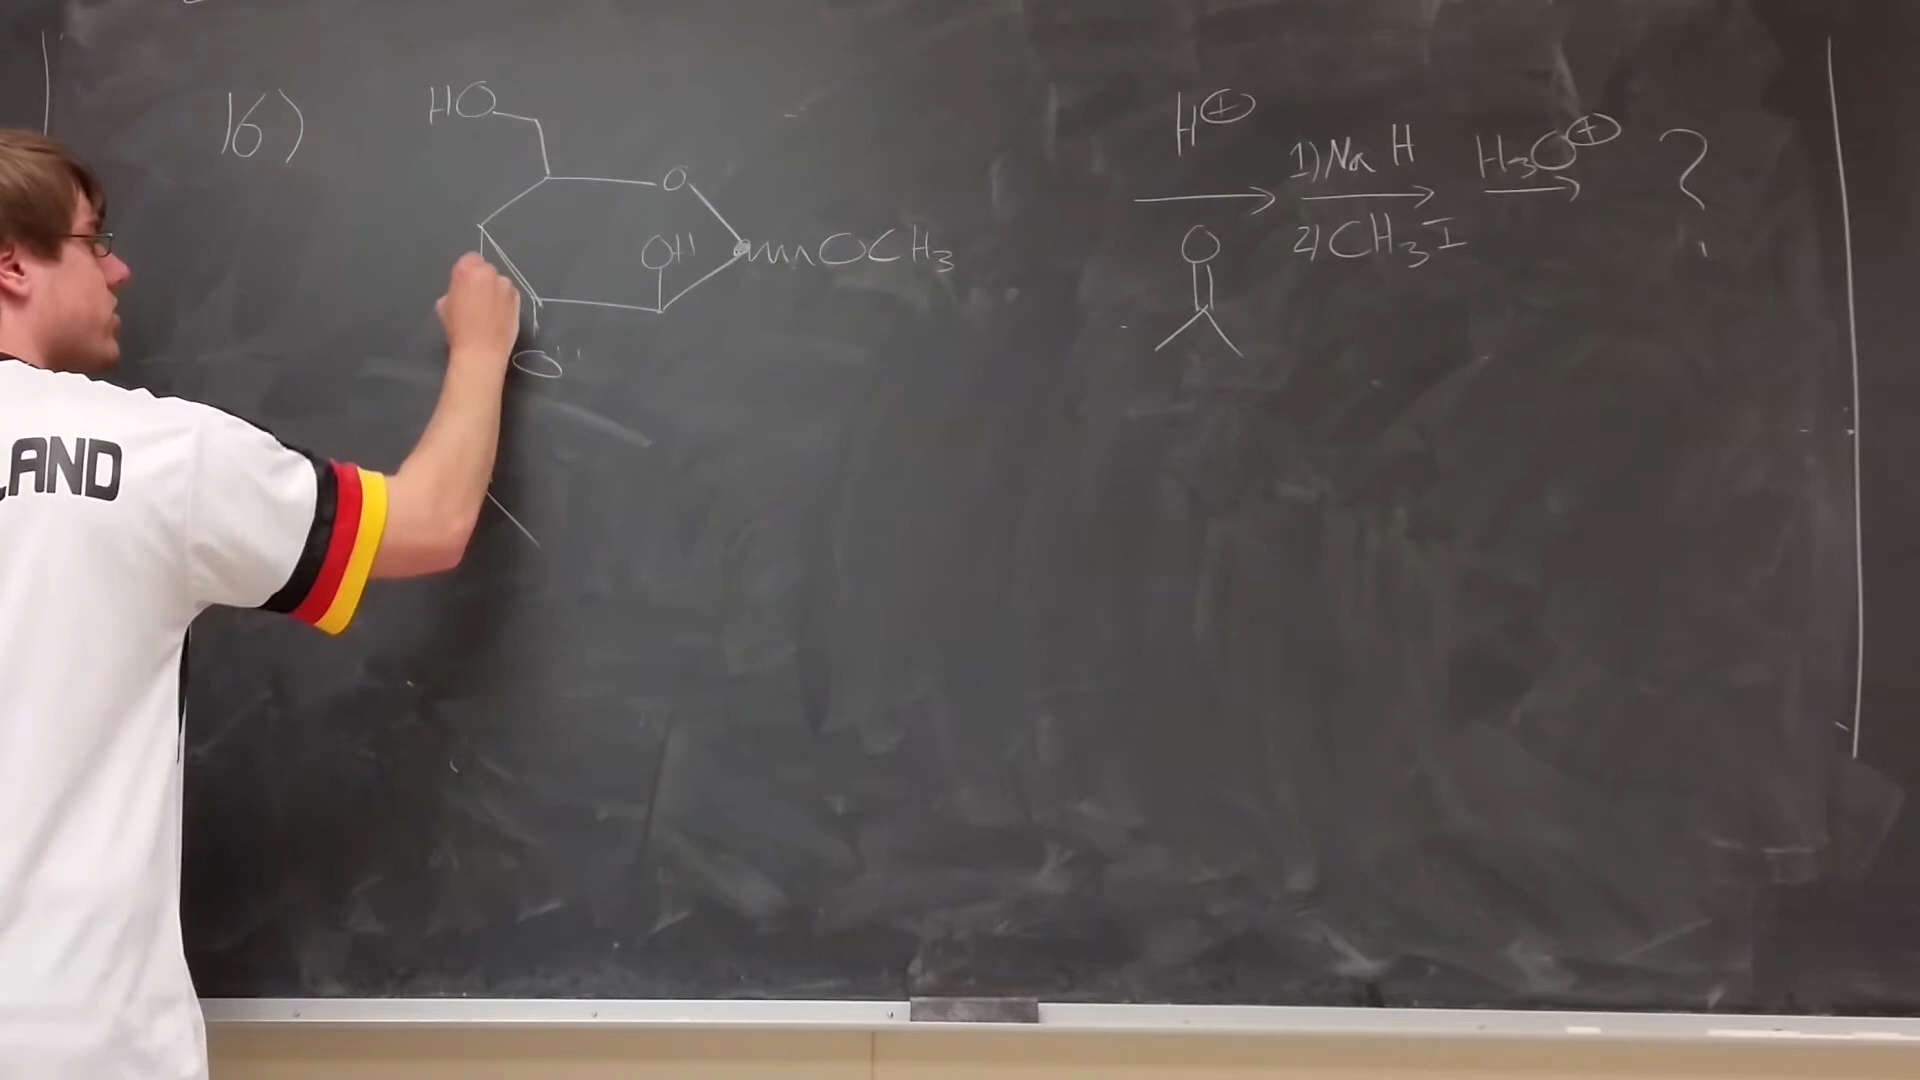 16)
HO
O
OH
OCH3
O
H⊕
O
1) NaH
2) CH3I
H3O⊕
?
LAND